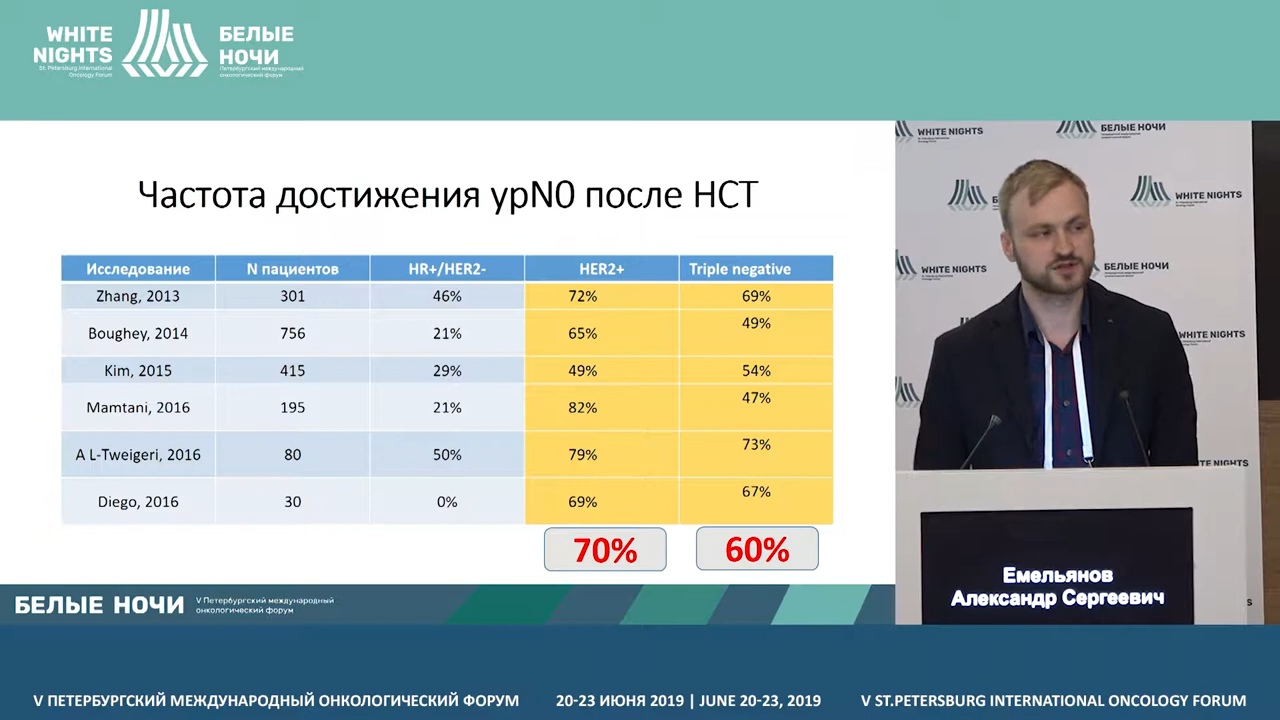 WHITE
NIGHTS
St. Petersburg International
Oncology Forum
БЕЛЫЕ
НОЧИ
Петербургский международный
онкологический форум
Частота достижения ypN0 после НСТ
Исследование N пациентов HR+/HER2- HER2+ Triple negative
Zhang, 2013 301 46% 72% 69%
Boughey, 2014 756 21% 65% 49%
Kim, 2015 415 29% 49% 54%
Mamtani, 2016 195 21% 82% 47%
A L-Tweigeri, 2016 80 50% 79% 73%
Diego, 2016 30 0% 69% 67%
70% 60%
БЕЛЫЕ НОЧИ
V Петербургский международный
онкологический форум
WHITE NIGHTS
БЕЛЫЕ НОЧИ
WHITE NIGHTS
WHITE NIGHTS
БЕЛЫЕ НОЧИ
WHITE NIGHTS
WHITE NIGHTS
Емельянов
Александр Сергеевич
V ПЕТЕРБУРГСКИЙ МЕЖДУНАРОДНЫЙ ОНКОЛОГИЧЕСКИЙ ФОРУМ
20-23 ИЮНЯ 2019 | JUNE 20-23, 2019
V ST.PETERSBURG INTERNATIONAL ONCOLOGY FORUM